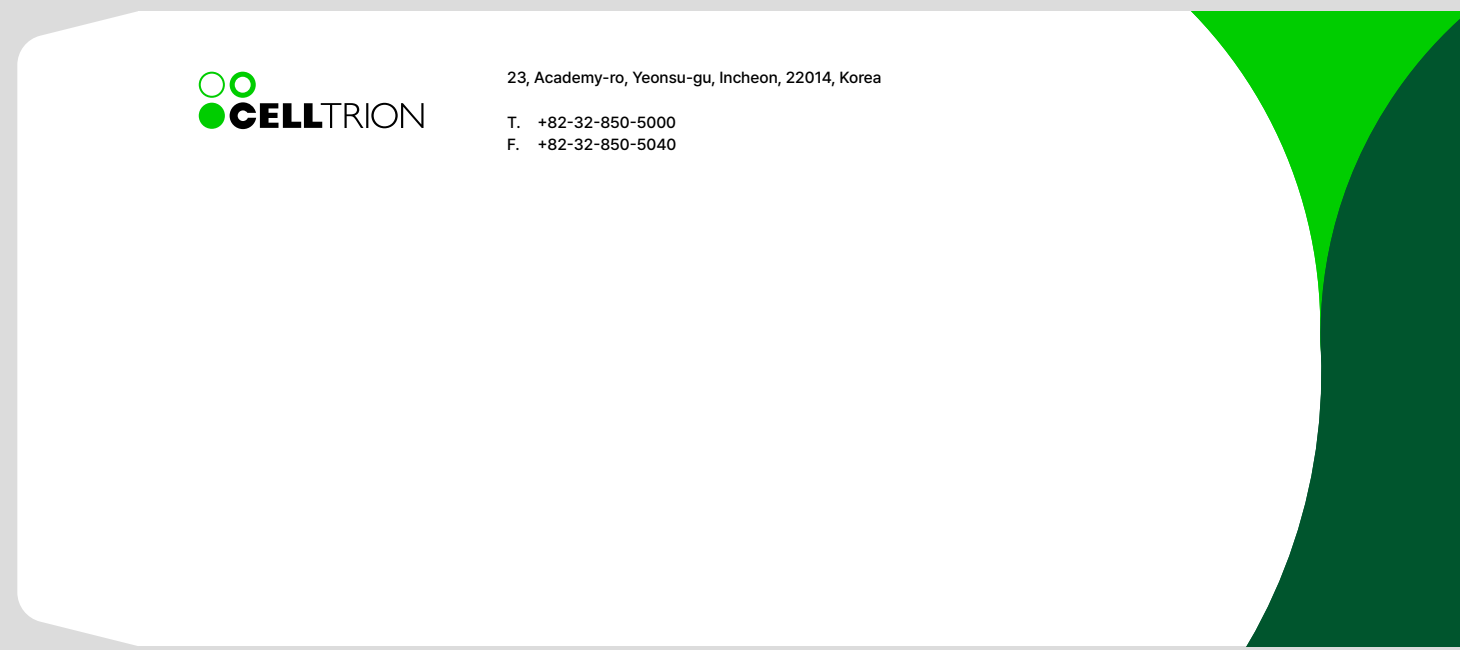 CELLTRION
23, Academy-ro, Yeonsu-gu, Incheon, 22014, Korea
T. +82-32-850-5000
F. +82-32-850-5040